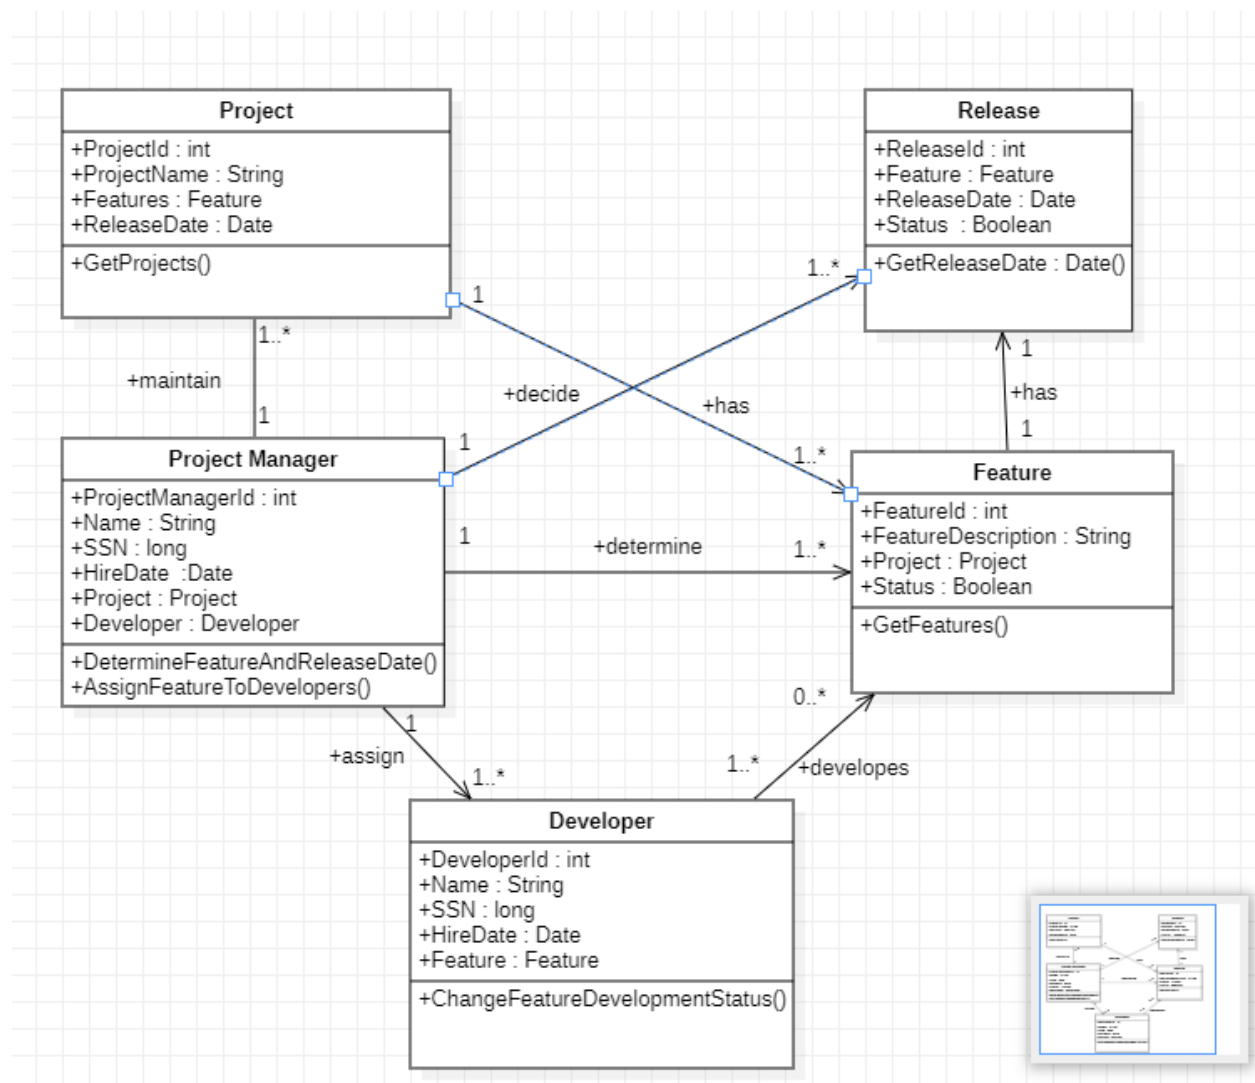 Project
+ProjectId : int
+ProjectName : String
+Features : Feature
+ReleaseDate : Date
+GetProjects()
Release
+ReleaseId : int
+Feature : Feature
+ReleaseDate : Date
+Status : Boolean
+GetReleaseDate : Date()
1..*
1
1..*
+maintain
1
+decide
+has
1
+has
1
1
1..*
Project Manager
+ProjectManagerId : int
+Name : String
+SSN : long
+HireDate :Date
+Project : Project
+Developer : Developer
+DetermineFeatureAndReleaseDate()
+AssignFeatureToDevelopers()
1
+determine
1..*
Feature
+FeatureId : int
+FeatureDescription : String
+Project : Project
+Status : Boolean
+GetFeatures()
0..*
1
+assign
1..*
1..*
+developes
Developer
+DeveloperId : int
+Name : String
+SSN : long
+HireDate : Date
+Feature : Feature
+ChangeFeatureDevelopmentStatus()